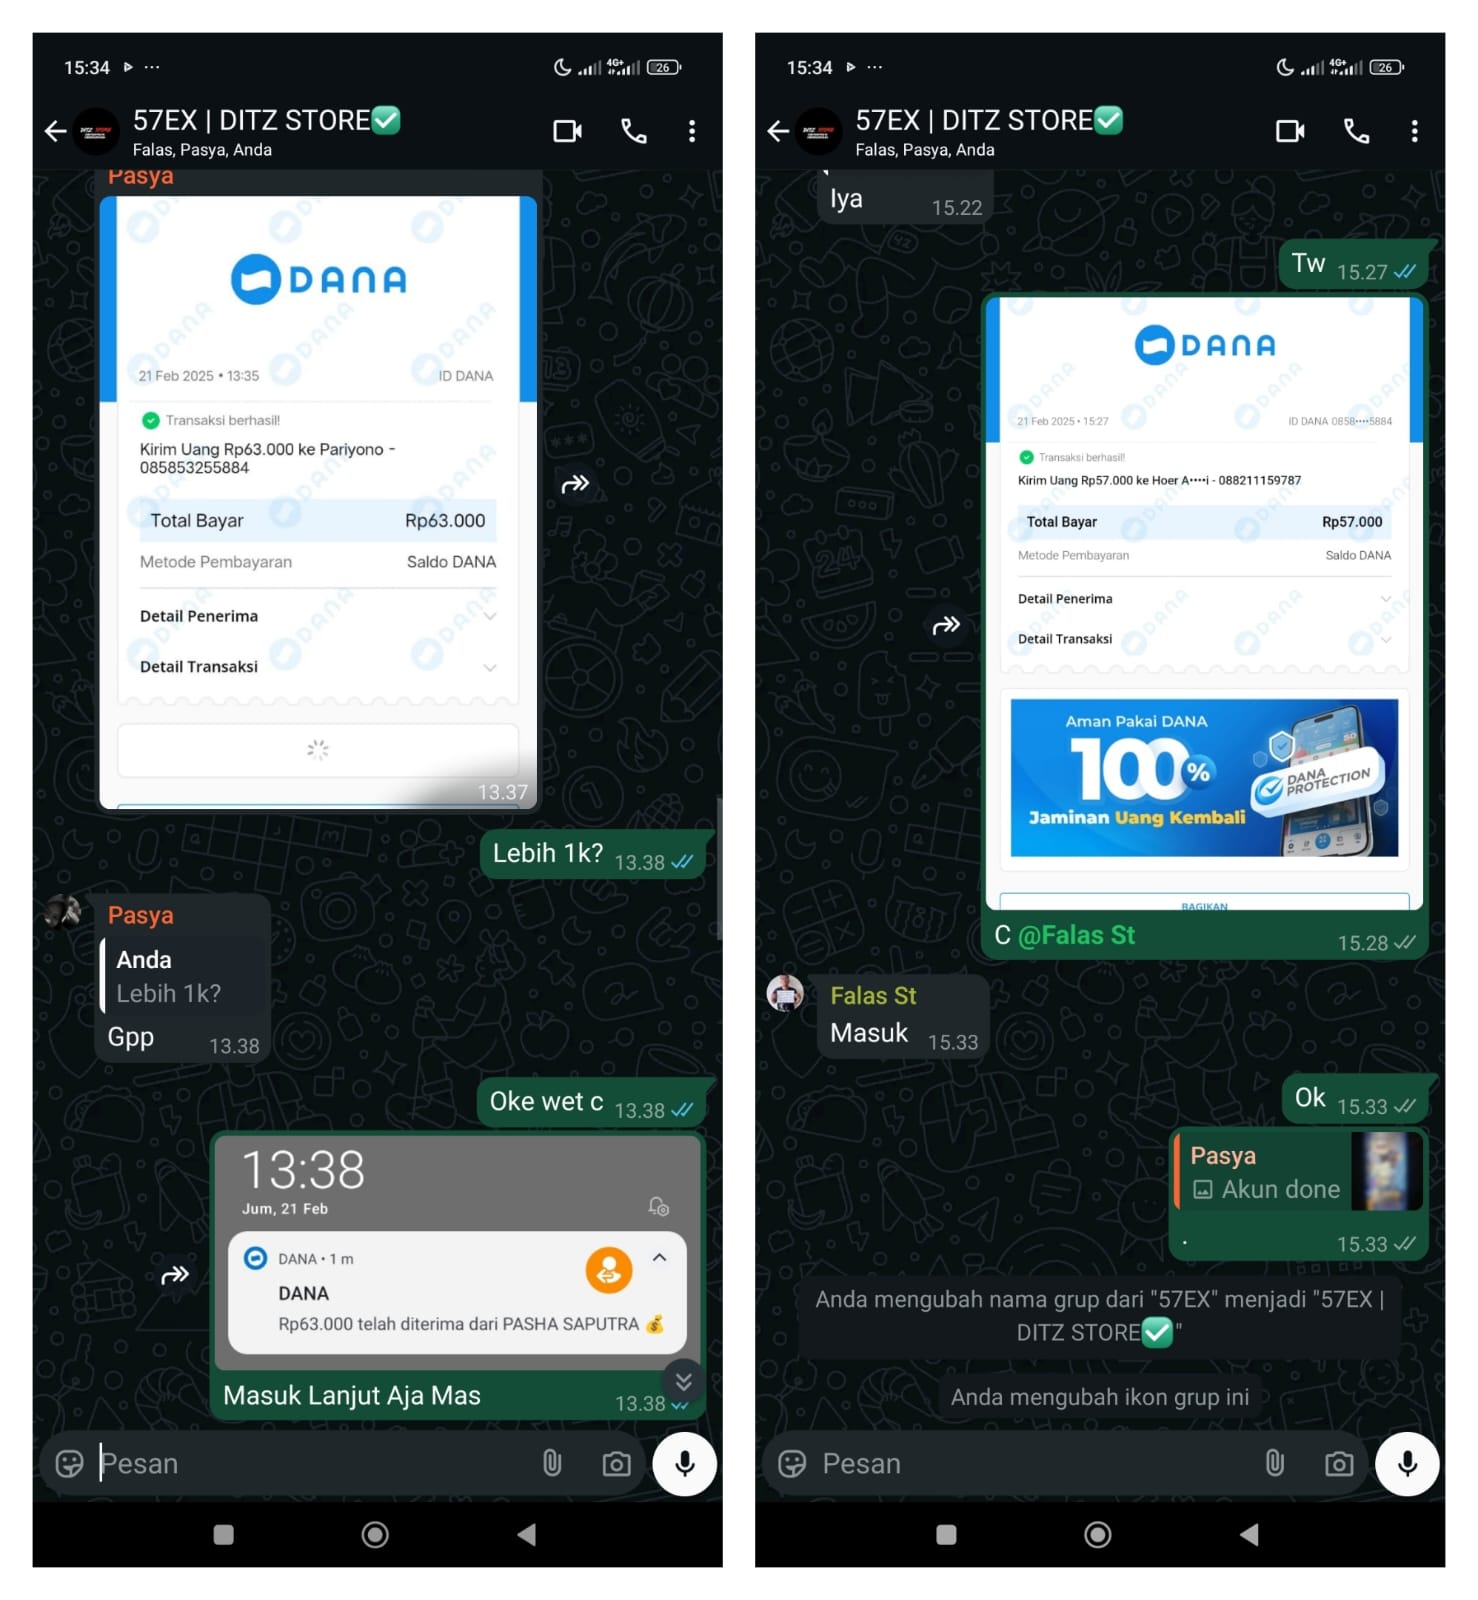 15:34
4G+
26
57EX | DITZ STORE✅
Falas, Pasya, Anda
Pasya
DANA
21 Feb 2025 • 13:35
ID DANA
Transaksi berhasil!
Kirim Uang Rp63.000 ke Pariyono -
085853255884
Total Bayar Rp63.000
Metode Pembayaran Saldo DANA
Detail Penerima
Detail Transaksi
13.37
Lebih 1k? 13.38
Pasya
Anda
Lebih 1k?
Gpp 13.38
Oke wet c 13.38
13:38
Jum, 21 Feb
DANA • 1 m
DANA
Rp63.000 telah diterima dari PASHA SAPUTRA 💰
Masuk Lanjut Aja Mas 13.38
Pesan
15:34
4G+
26
57EX | DITZ STORE✅
Falas, Pasya, Anda
Iya 15.22
Tw 15.27
DANA
21 Feb 2025 • 15:27
ID DANA 0858••••5884
Transaksi berhasil!
Kirim Uang Rp57.000 ke Hoer A••••i - 088211159787
Total Bayar Rp57.000
Metode Pembayaran Saldo DANA
Detail Penerima
Detail Transaksi
Aman Pakai DANA
100%
Jaminan Uang Kembali
DANA
PROTECTION
BAGIKAN
C @Falas St 15.28
Falas St
Masuk 15.33
Ok 15.33
Pasya
Akun done
. 15.33
Anda mengubah nama grup dari "57EX" menjadi "57EX |
DITZ STORE✅"
Anda mengubah ikon grup ini
Pesan